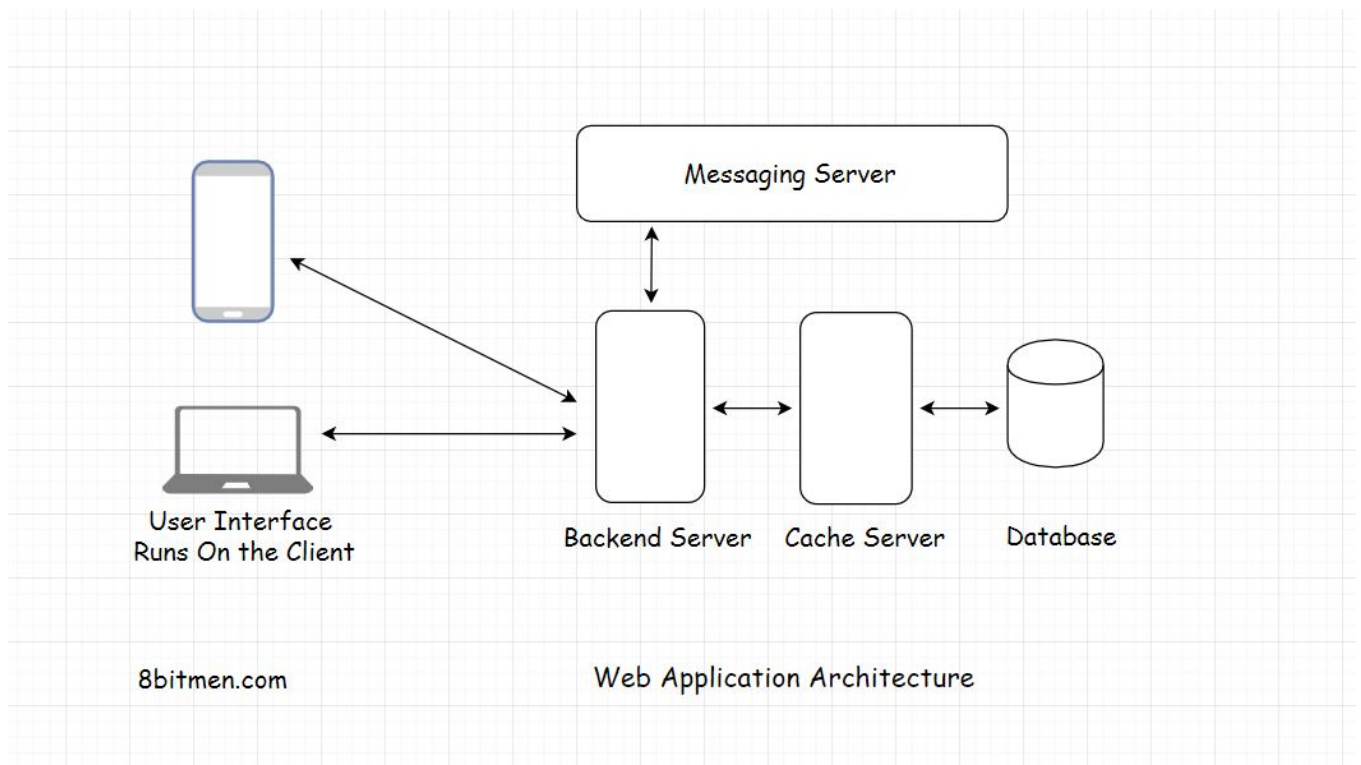 Messaging Server
User Interface
Runs On the Client
Backend Server
Cache Server
Database
8bitmen.com
Web Application Architecture